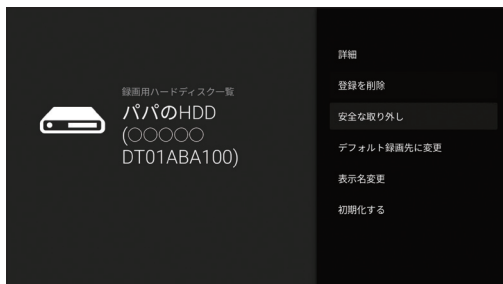 録画用ハードディスク一覧
パパのHDD
(○○○○○
DT01ABA100)
詳細
登録を削除
安全な取り外し
デフォルト録画先に変更
表示名変更
初期化する